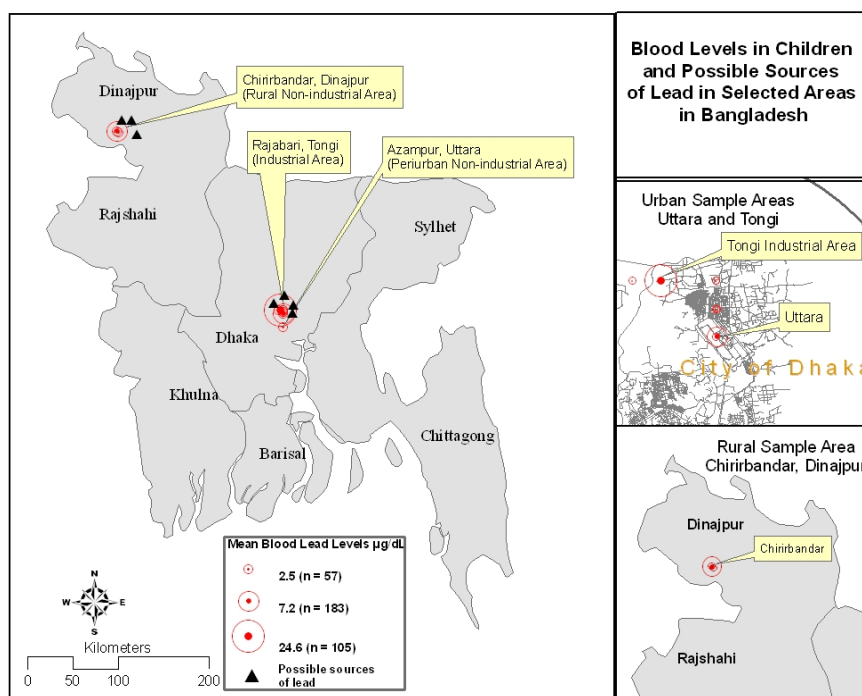 Dinajpur
Chirirbandar, Dinajpur
(Rural Non-industrial Area)
Rajabari, Tongi
(Industrial Area)
Azampur, Uttara
(Periurban Non-industrial Area)
Rajshahi
Sylhet
Dhaka
Khulna
Barisal
Chittagong
Mean Blood Lead Levels µg/dL
2.5 (n = 57)
7.2 (n = 183)
24.6 (n = 105)
Possible sources
of lead
N
W E
S
Kilometers
0 50 100 200
Blood Levels in Children
and Possible Sources
of Lead in Selected Areas
in Bangladesh
Urban Sample Areas
Uttara and Tongi
Tongi Industrial Area
Uttara
City of Dhaka
Rural Sample Area
Chirirbandar, Dinajpur
Dinajpur
Chirirbandar
Rajshahi